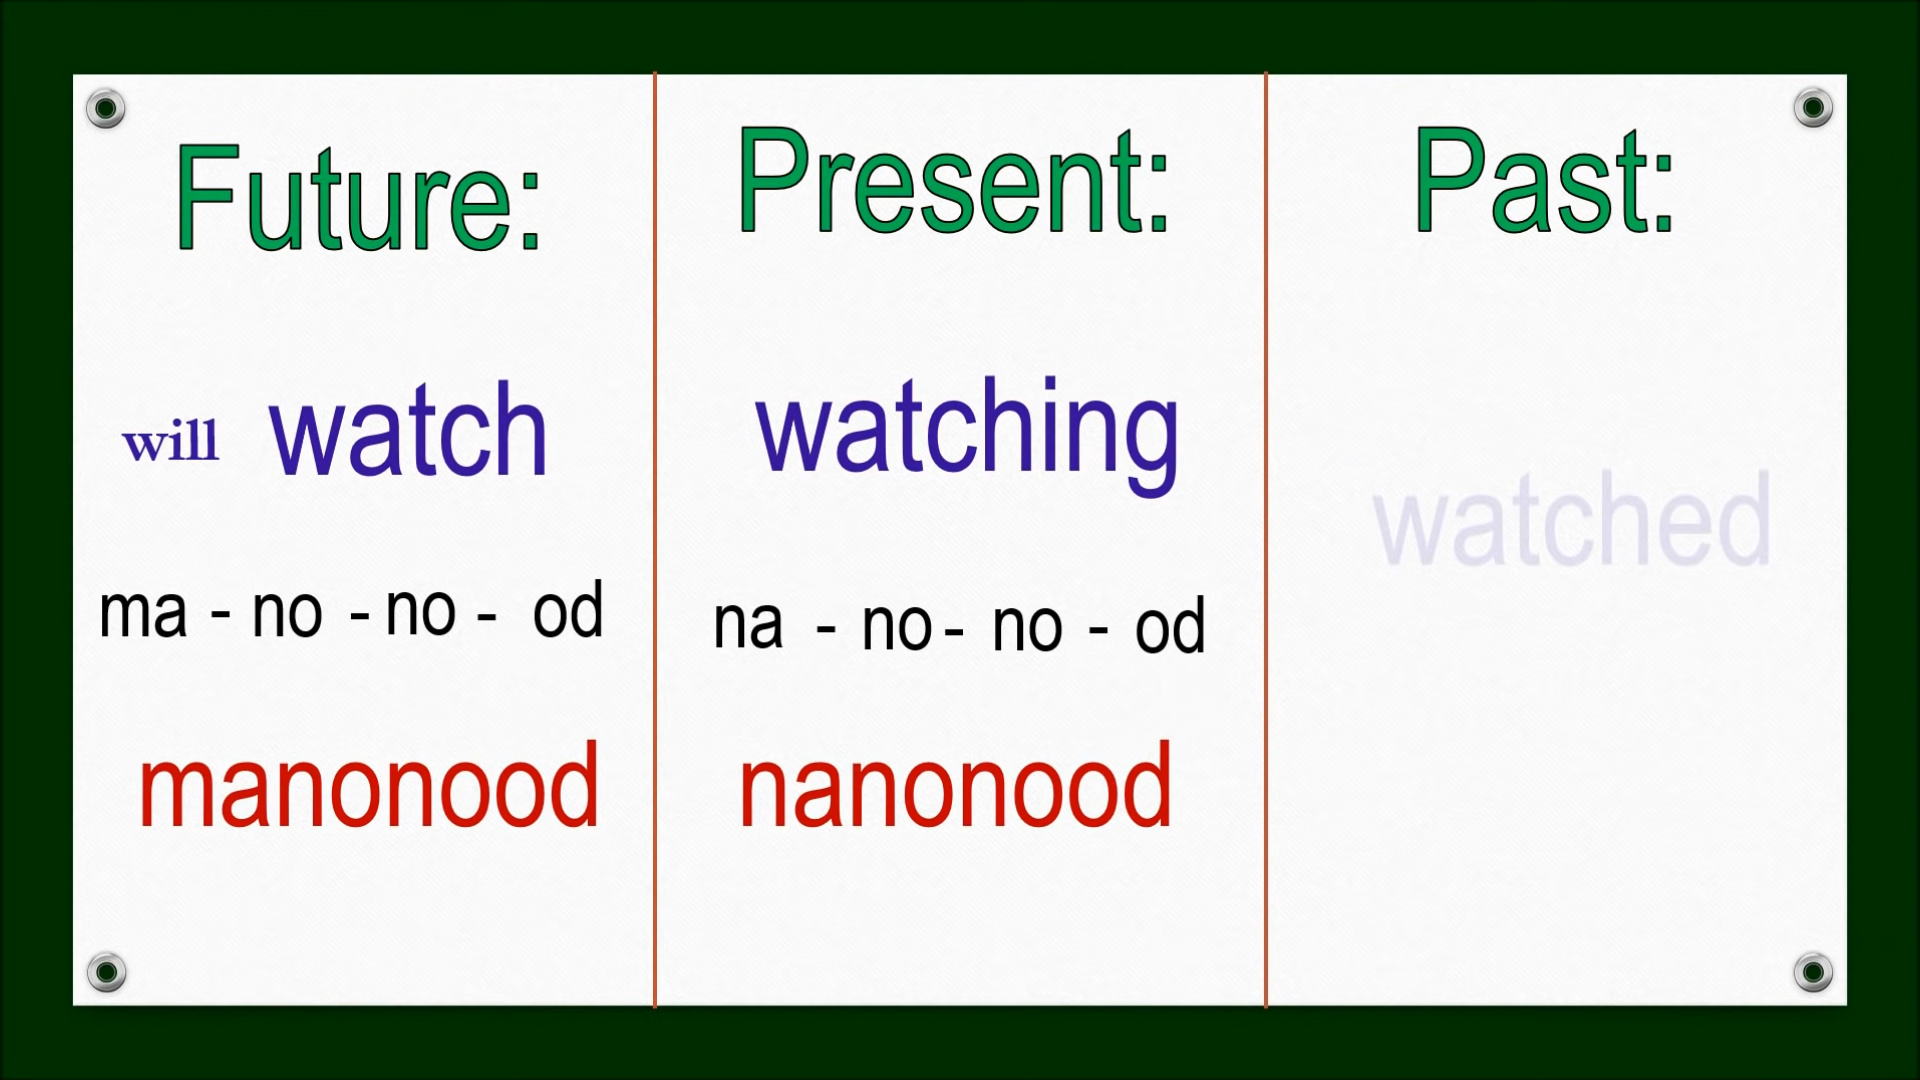 Future:
will watch
ma - no - no - od
manonood
Present:
watching
na - no - no - od
nanonood
Past:
watched